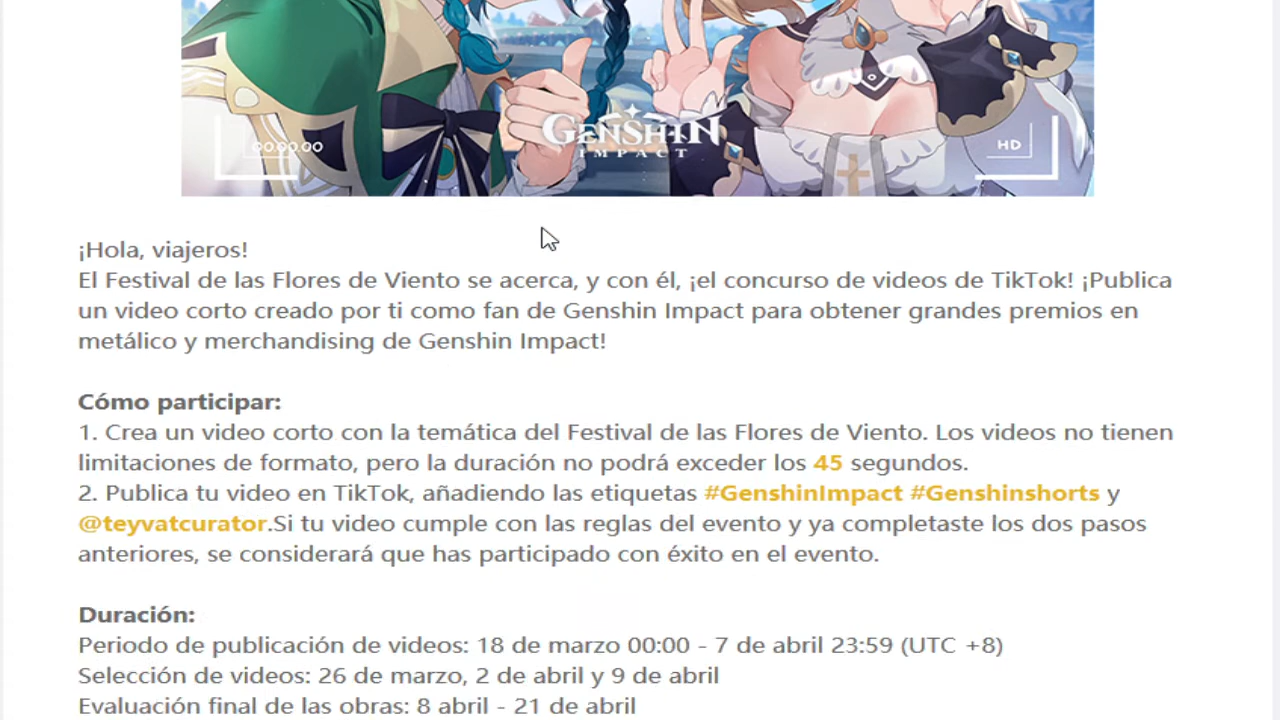 GENSHIN
IMPACT
00.00.00
HD
¡Hola, viajeros!
El Festival de las Flores de Viento se acerca, y con él, ¡el concurso de videos de TikTok! ¡Publica
un video corto creado por ti como fan de Genshin Impact para obtener grandes premios en
metálico y merchandising de Genshin Impact!
Cómo participar:
1. Crea un video corto con la temática del Festival de las Flores de Viento. Los videos no tienen
limitaciones de formato, pero la duración no podrá exceder los 45 segundos.
2. Publica tu video en TikTok, añadiendo las etiquetas #GenshinImpact #Genshinshorts y
@teyvatcurator.Si tu video cumple con las reglas del evento y ya completaste los dos pasos
anteriores, se considerará que has participado con éxito en el evento.
Duración:
Periodo de publicación de videos: 18 de marzo 00:00 - 7 de abril 23:59 (UTC +8)
Selección de videos: 26 de marzo, 2 de abril y 9 de abril
Evaluación final de las obras: 8 abril - 21 de abril